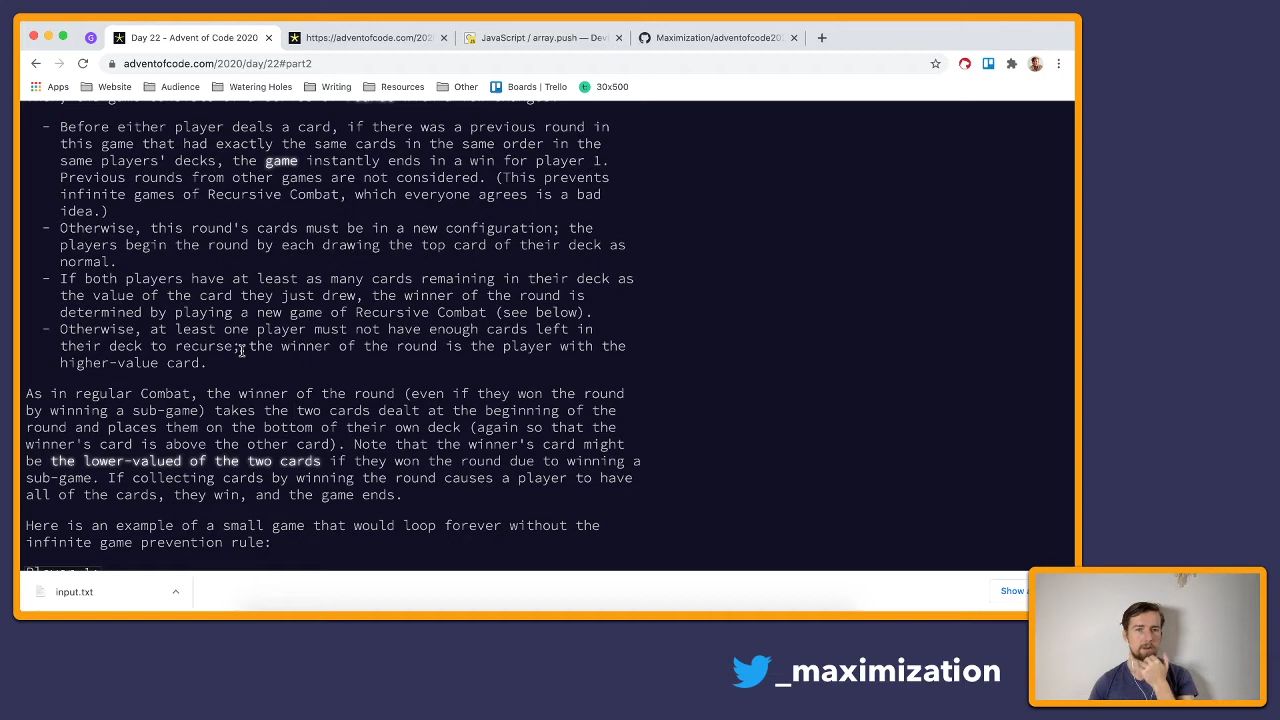 Day 22 - Advent of Code 2020
https://adventofcode.com/202
JavaScript / array.push — Dev
Maximization/adventofcode20
adventofcode.com/2020/day/22#part2
Apps Website Audience Watering Holes Writing Resources Other Boards | Trello 30x500
- Before either player deals a card, if there was a previous round in
this game that had exactly the same cards in the same order in the
same players' decks, the game instantly ends in a win for player 1.
Previous rounds from other games are not considered. (This prevents
infinite games of Recursive Combat, which everyone agrees is a bad
idea.)
- Otherwise, this round's cards must be in a new configuration; the
players begin the round by each drawing the top card of their deck as
normal.
- If both players have at least as many cards remaining in their deck as
the value of the card they just drew, the winner of the round is
determined by playing a new game of Recursive Combat (see below).
- Otherwise, at least one player must not have enough cards left in
their deck to recurse; the winner of the round is the player with the
higher-value card.
As in regular Combat, the winner of the round (even if they won the round
by winning a sub-game) takes the two cards dealt at the beginning of the
round and places them on the bottom of their own deck (again so that the
winner's card is above the other card). Note that the winner's card might
be the lower-valued of the two cards if they won the round due to winning a
sub-game. If collecting cards by winning the round causes a player to have
all of the cards, they win, and the game ends.
Here is an example of a small game that would loop forever without the
infinite game prevention rule:
input.txt
Show
_maximization